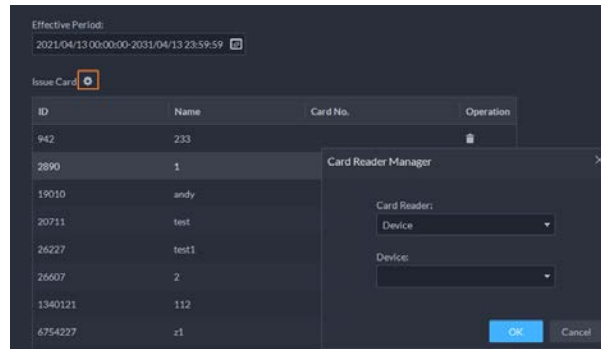 Effective Period:
2021/04/13 00:00:00-2031/04/13 23:59:59
Issue Card
ID Name Card No. Operation
942 233
2890 1
19010 andy
20711 test
26227 test1
26607 2
1340121 112
6754227 z1
Card Reader Manager
Card Reader:
Device
Device:
OK Cancel